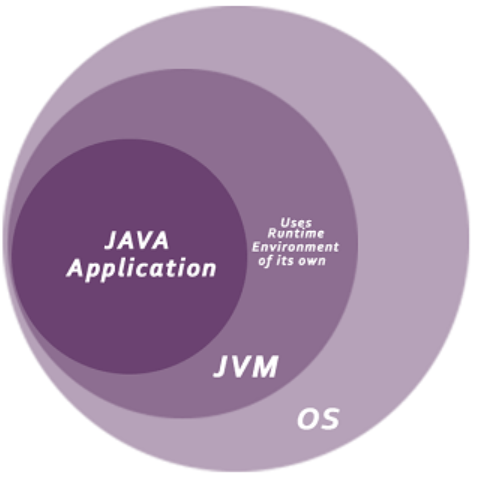 Uses
Runtime
JAVA
Environment
Application
of its own
JVM
OS